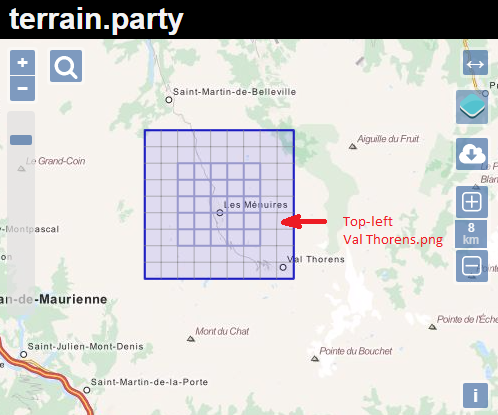 terrain.party
+
−
Saint-Martin-de-Belleville
Aiguille du Fruit
Le Grand-Coin
Les Ménuires
Top-left
Val Thorens.png
8
km
Montpascal
Val Thorens
an-de-Maurienne
Mont du Chat
Pointe de l'Éche
Saint-Julien-Mont-Denis
Pointe du Bouchet
Saint-Martin-de-la-Porte
i